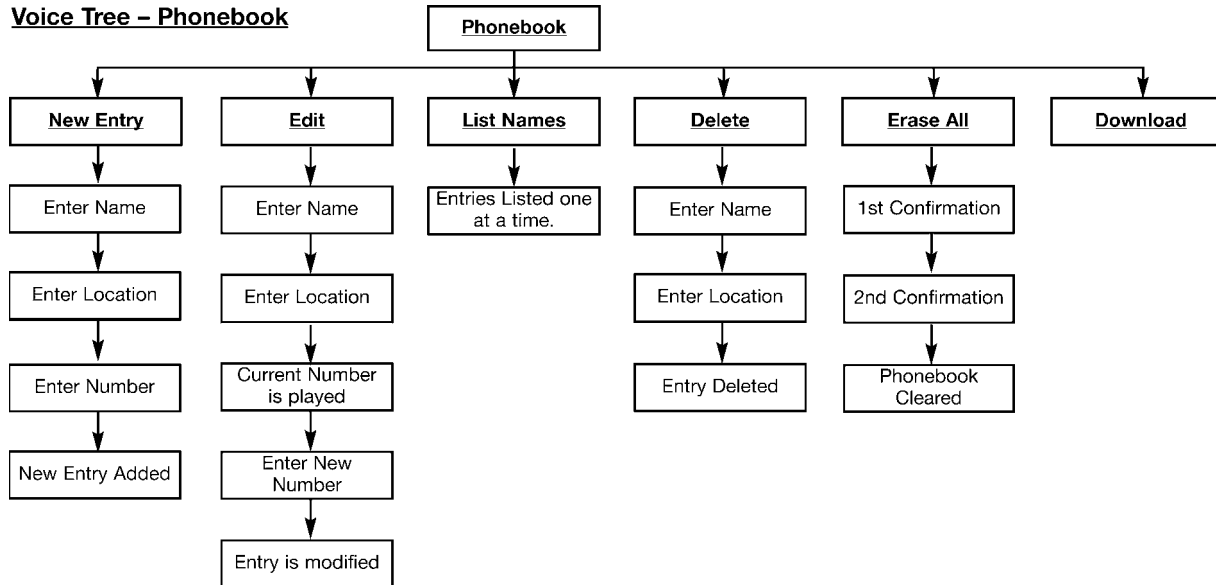 Voice Tree – Phonebook
Phonebook
New Entry
Edit
List Names
Delete
Erase All
Download
Enter Name
Enter Name
Entries Listed one
at a time.
Enter Name
1st Confirmation
Enter Location
Enter Location
Enter Location
2nd Confirmation
Enter Number
Current Number
is played
Entry Deleted
Phonebook
Cleared
New Entry Added
Enter New
Number
Entry is modified